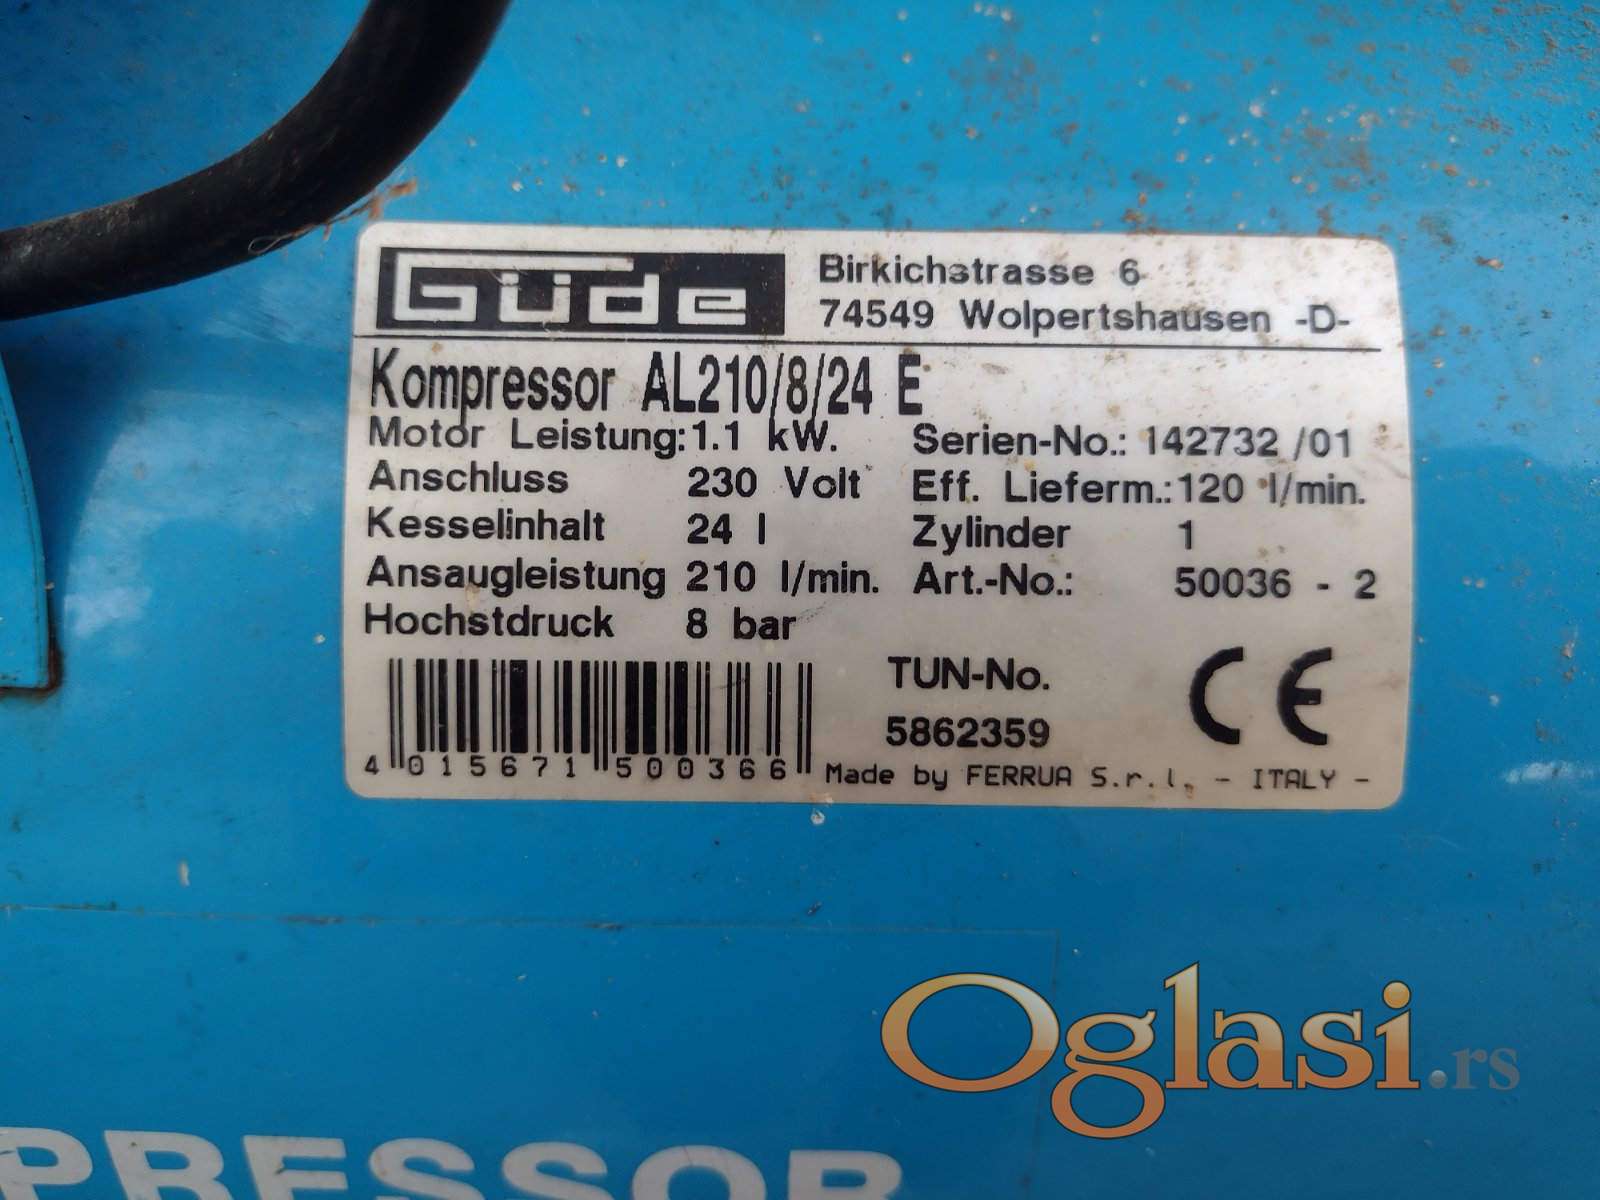 Güde
Birkichstrasse 6
74549 Wolpertshausen -D-
Kompressor AL210/8/24 E
Motor Leistung: 1.1 kW. Serien-No.: 142732 /01
Anschluss 230 Volt Eff. Lieferm.: 120 l/min.
Kesselinhalt 24 l Zylinder 1
Ansaugleistung 210 l/min. Art.-No.: 50036 - 2
Hochstdruck 8 bar
TUN-No.
5862359
CE
4 015671 500366
Made by FERRUA S.r.l. - ITALY -
Oglasi.rs
PRESSOR